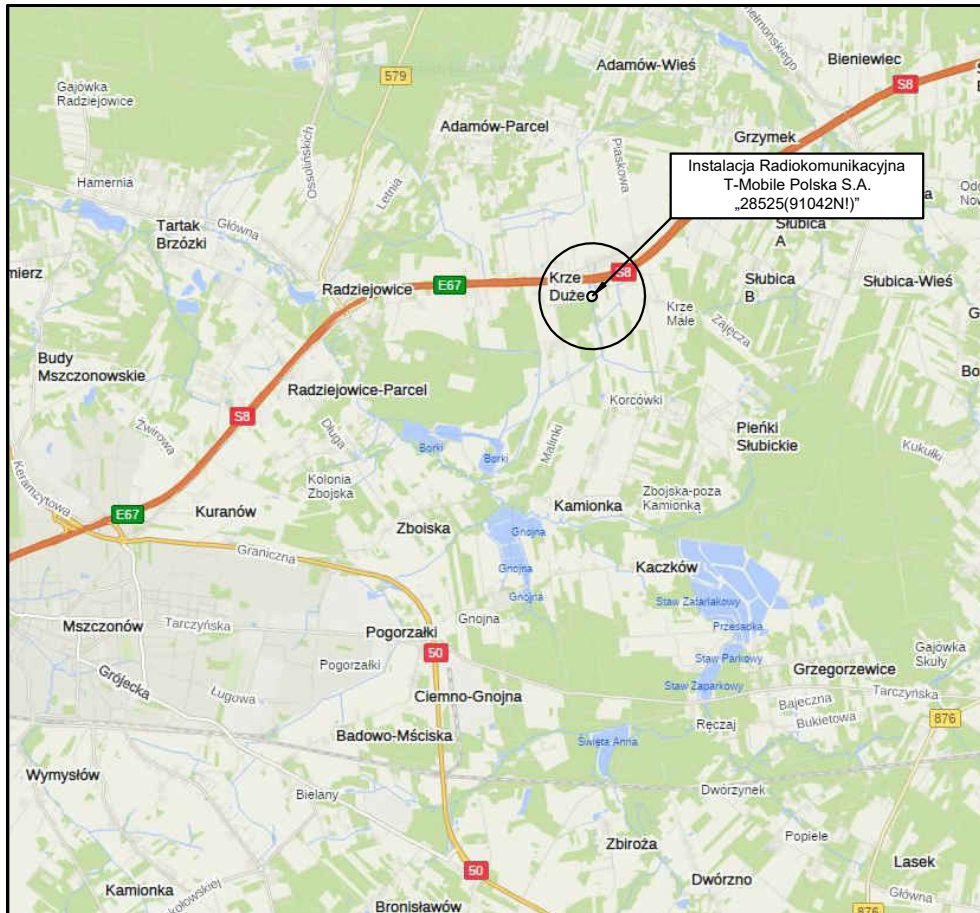 Bieniewiec
Adamów-Wieś
579
S8
Gajówka
Radziejowice
Adamów-Parcel
Grzymek
Ossolińskich
Piaskowa
Letnia
Instalacja Radiokomunikacyjna
T-Mobile Polska S.A.
„28525(91042N!)”
Hamernia
Tartak
Brzózki
Główna
Słubica
A
Krze
Duże
S8
E67
Radziejowice
Słubica
B
Słubica-Wieś
Krze
Małe
Zajęcza
Budy
Mszczonowskie
Radziejowice-Parcel
Korcówki
S8
Długa
Żwirowa
Pieńki
Słubickie
Malinki
Borki
Borki
Kukułki
Keramzytowa
Kolonia
Zbojska
Zbojska-poza
Kamionką
E67
Kuranów
Zboiska
Kamionka
Gnojna
Graniczna
Gnojna
Kaczków
Gnojna
Staw Zatarlakowy
Gnojna
Mszczonów
Tarczyńska
Pogorzałki
Przesadka
50
Pogorzałki
Staw Parkowy
Grzegorzewice
Gajówka
Skuły
Grójecka
Ługowa
Ciemno-Gnojna
Staw Zaparkowy
Bajeczna
Tarczyńska
Bukietowa
Ręczaj
876
Badowo-Mściska
Święta Anna
Wymysłów
Bielany
Dworzynek
Popiele
Zbiroża
50
Lasek
Dwórzno
Kamionka
Główna
Bronisławów
876